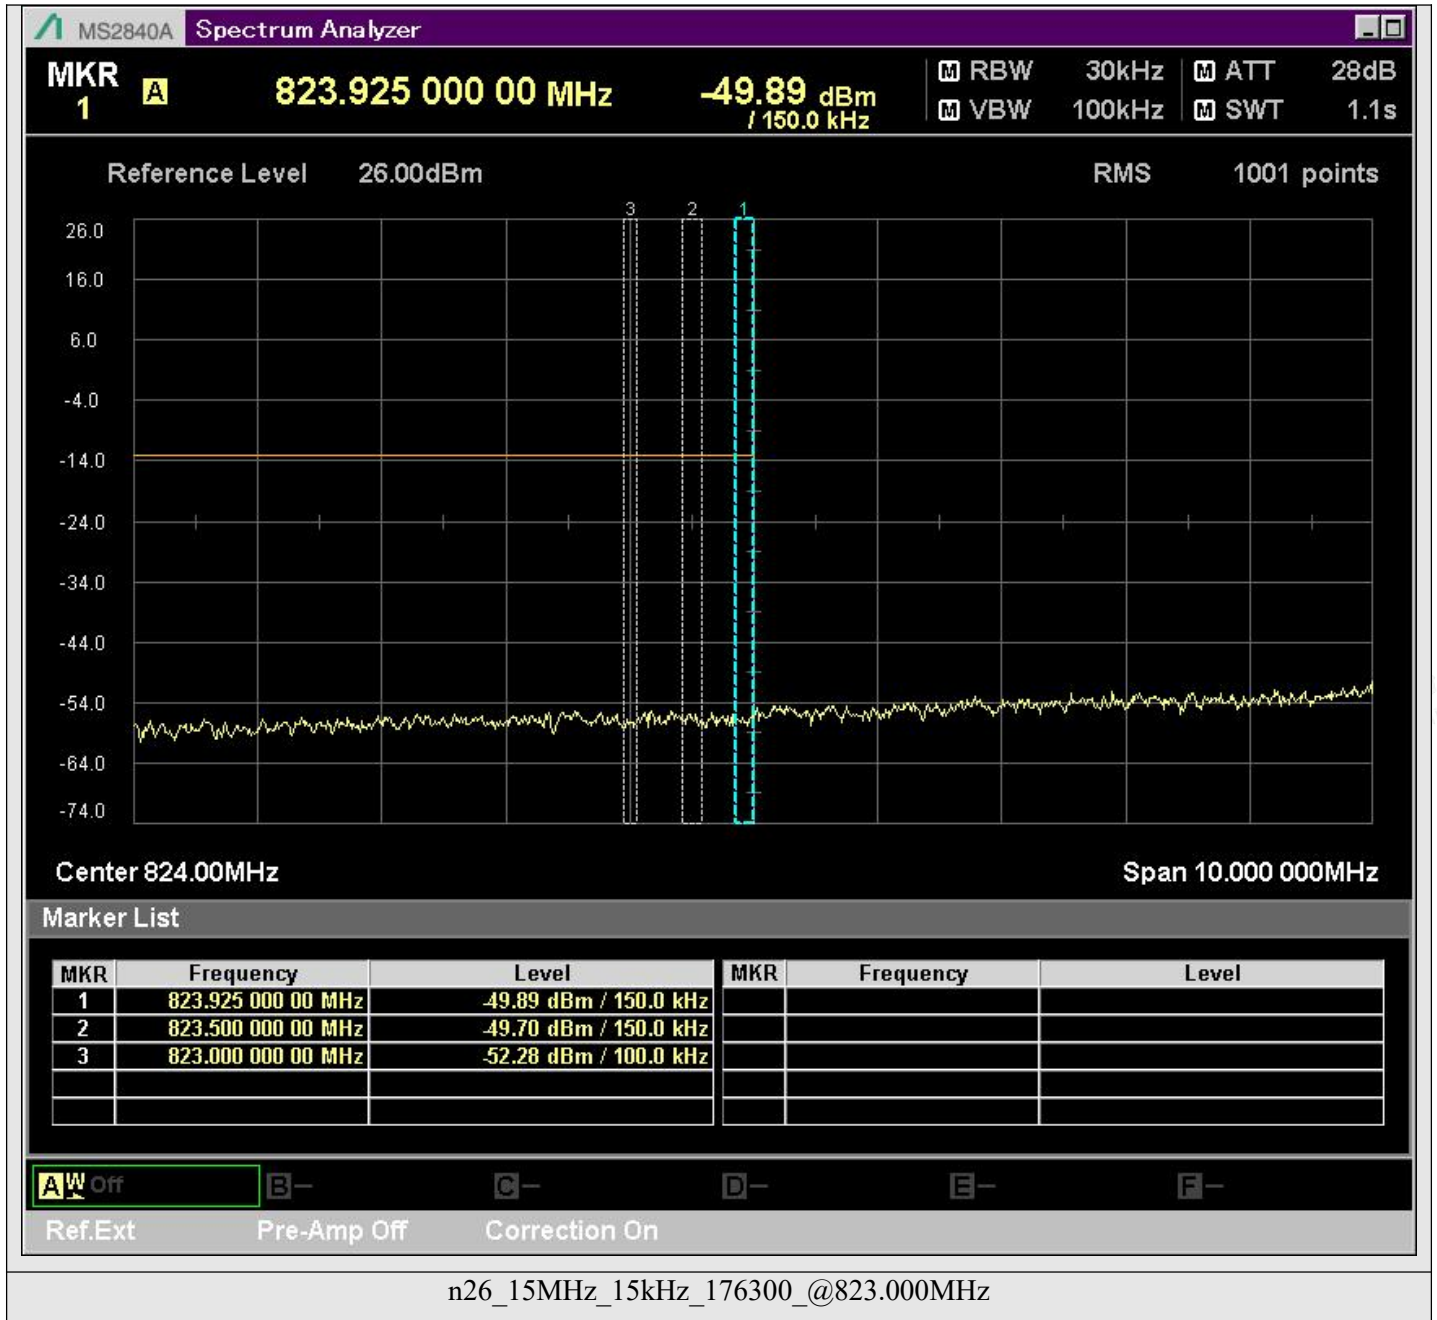 MS2840A Spectrum Analyzer
MKR 1 A 823.925 000 00 MHz -49.89 dBm / 150.0 kHz
M RBW 30kHz M ATT 28dB
M VBW 100kHz M SWT 1.1s
Reference Level 26.00dBm RMS 1001 points
3 2 1
26.0
16.0
6.0
-4.0
-14.0
-24.0
-34.0
-44.0
-54.0
-64.0
-74.0
Center 824.00MHz Span 10.000 000MHz
Marker List
MKR Frequency Level MKR Frequency Level
1 823.925 000 00 MHz -49.89 dBm / 150.0 kHz
2 823.500 000 00 MHz -49.70 dBm / 150.0 kHz
3 823.000 000 00 MHz -52.28 dBm / 100.0 kHz
A W Off B- C- D- E- F-
Ref.Ext Pre-Amp Off Correction On
n26_15MHz_15kHz_176300_@823.000MHz